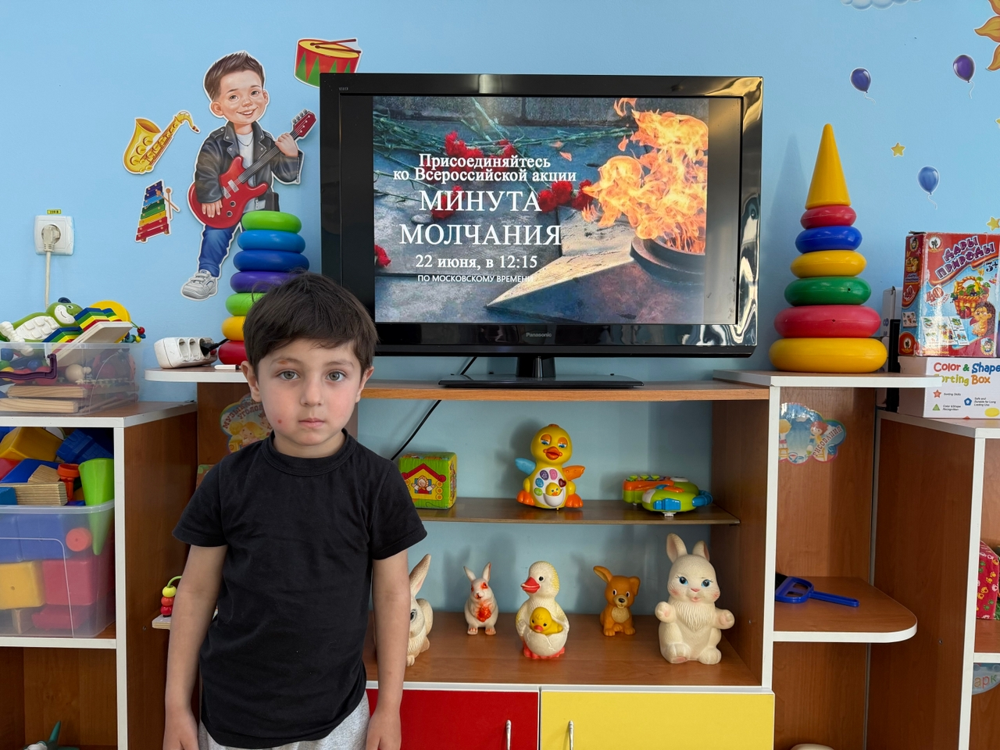 Присоединяйтесь
ко Всероссийской акции
МИНУТА
МОЛЧАНИЯ
22 июня, в 12:15
ПО МОСКОВСКОМУ ВРЕМЕНИ
Panasonic
220 В
ДАРЫ
ПРИРОДЫ
Color & Shape
Sorting Box